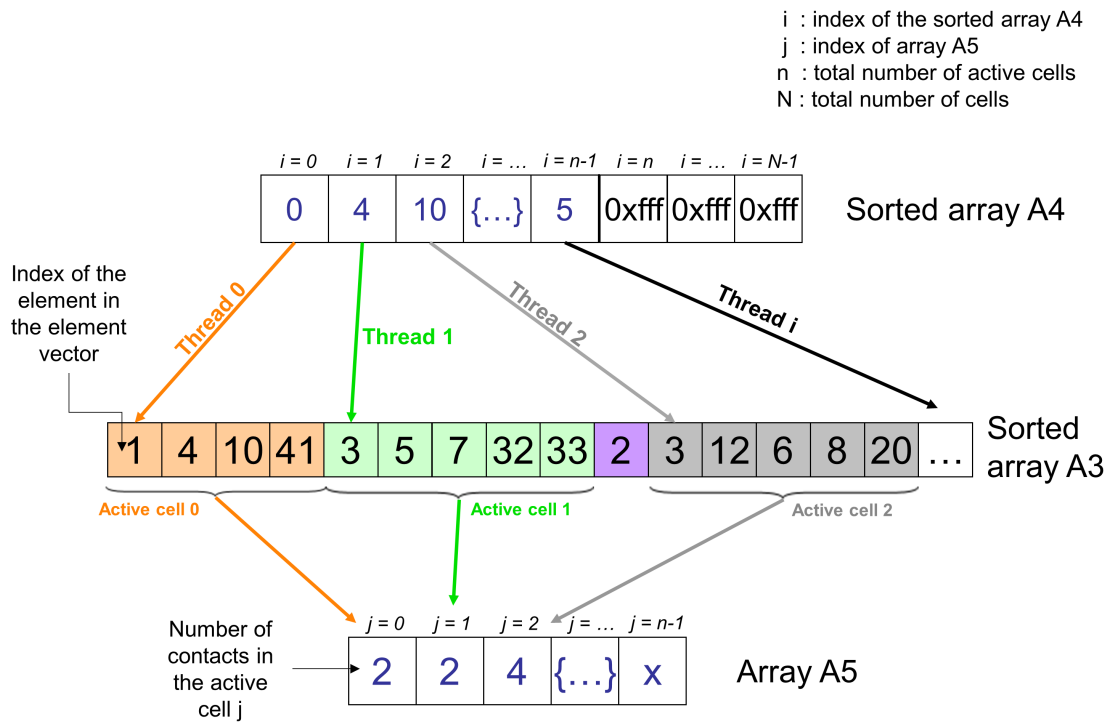 i : index of the sorted array A4
j : index of array A5
n : total number of active cells
N : total number of cells
i = 0 i = 1 i = 2 i = … i = n-1 i = n i = … i = N-1
0 4 10 {…} 5 0xfff 0xfff 0xfff
Sorted array A4
Index of the
element in
the element
vector
Thread 0
Thread 1
Thread 2
Thread i
1 4 10 41 3 5 7 32 33 2 3 12 6 8 20 …
Sorted
array A3
Active cell 0
Active cell 1
Active cell 2
j = 0 j = 1 j = 2 j = … j = n-1
Number of
contacts in
the active
cell j
2 2 4 {…} x
Array A5